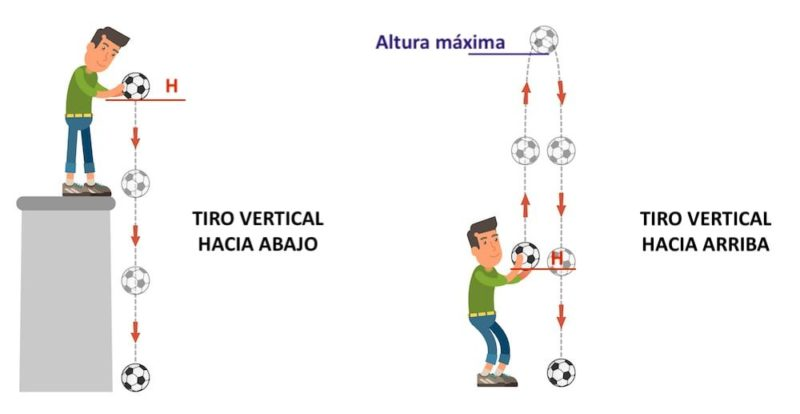 H
TIRO VERTICAL
HACIA ABAJO
Altura máxima
H
TIRO VERTICAL
HACIA ARRIBA